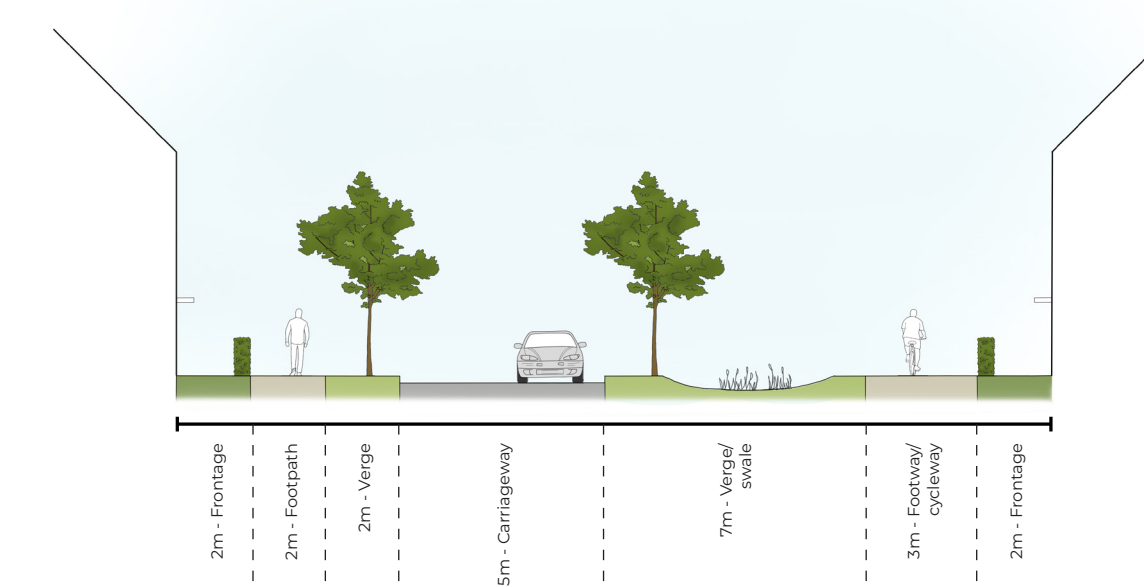 2m - Frontage
2m - Footpath
2m - Verge
5m - Carriageway
7m - Verge/
swale
3m - Footway/
cycleway
2m - Frontage